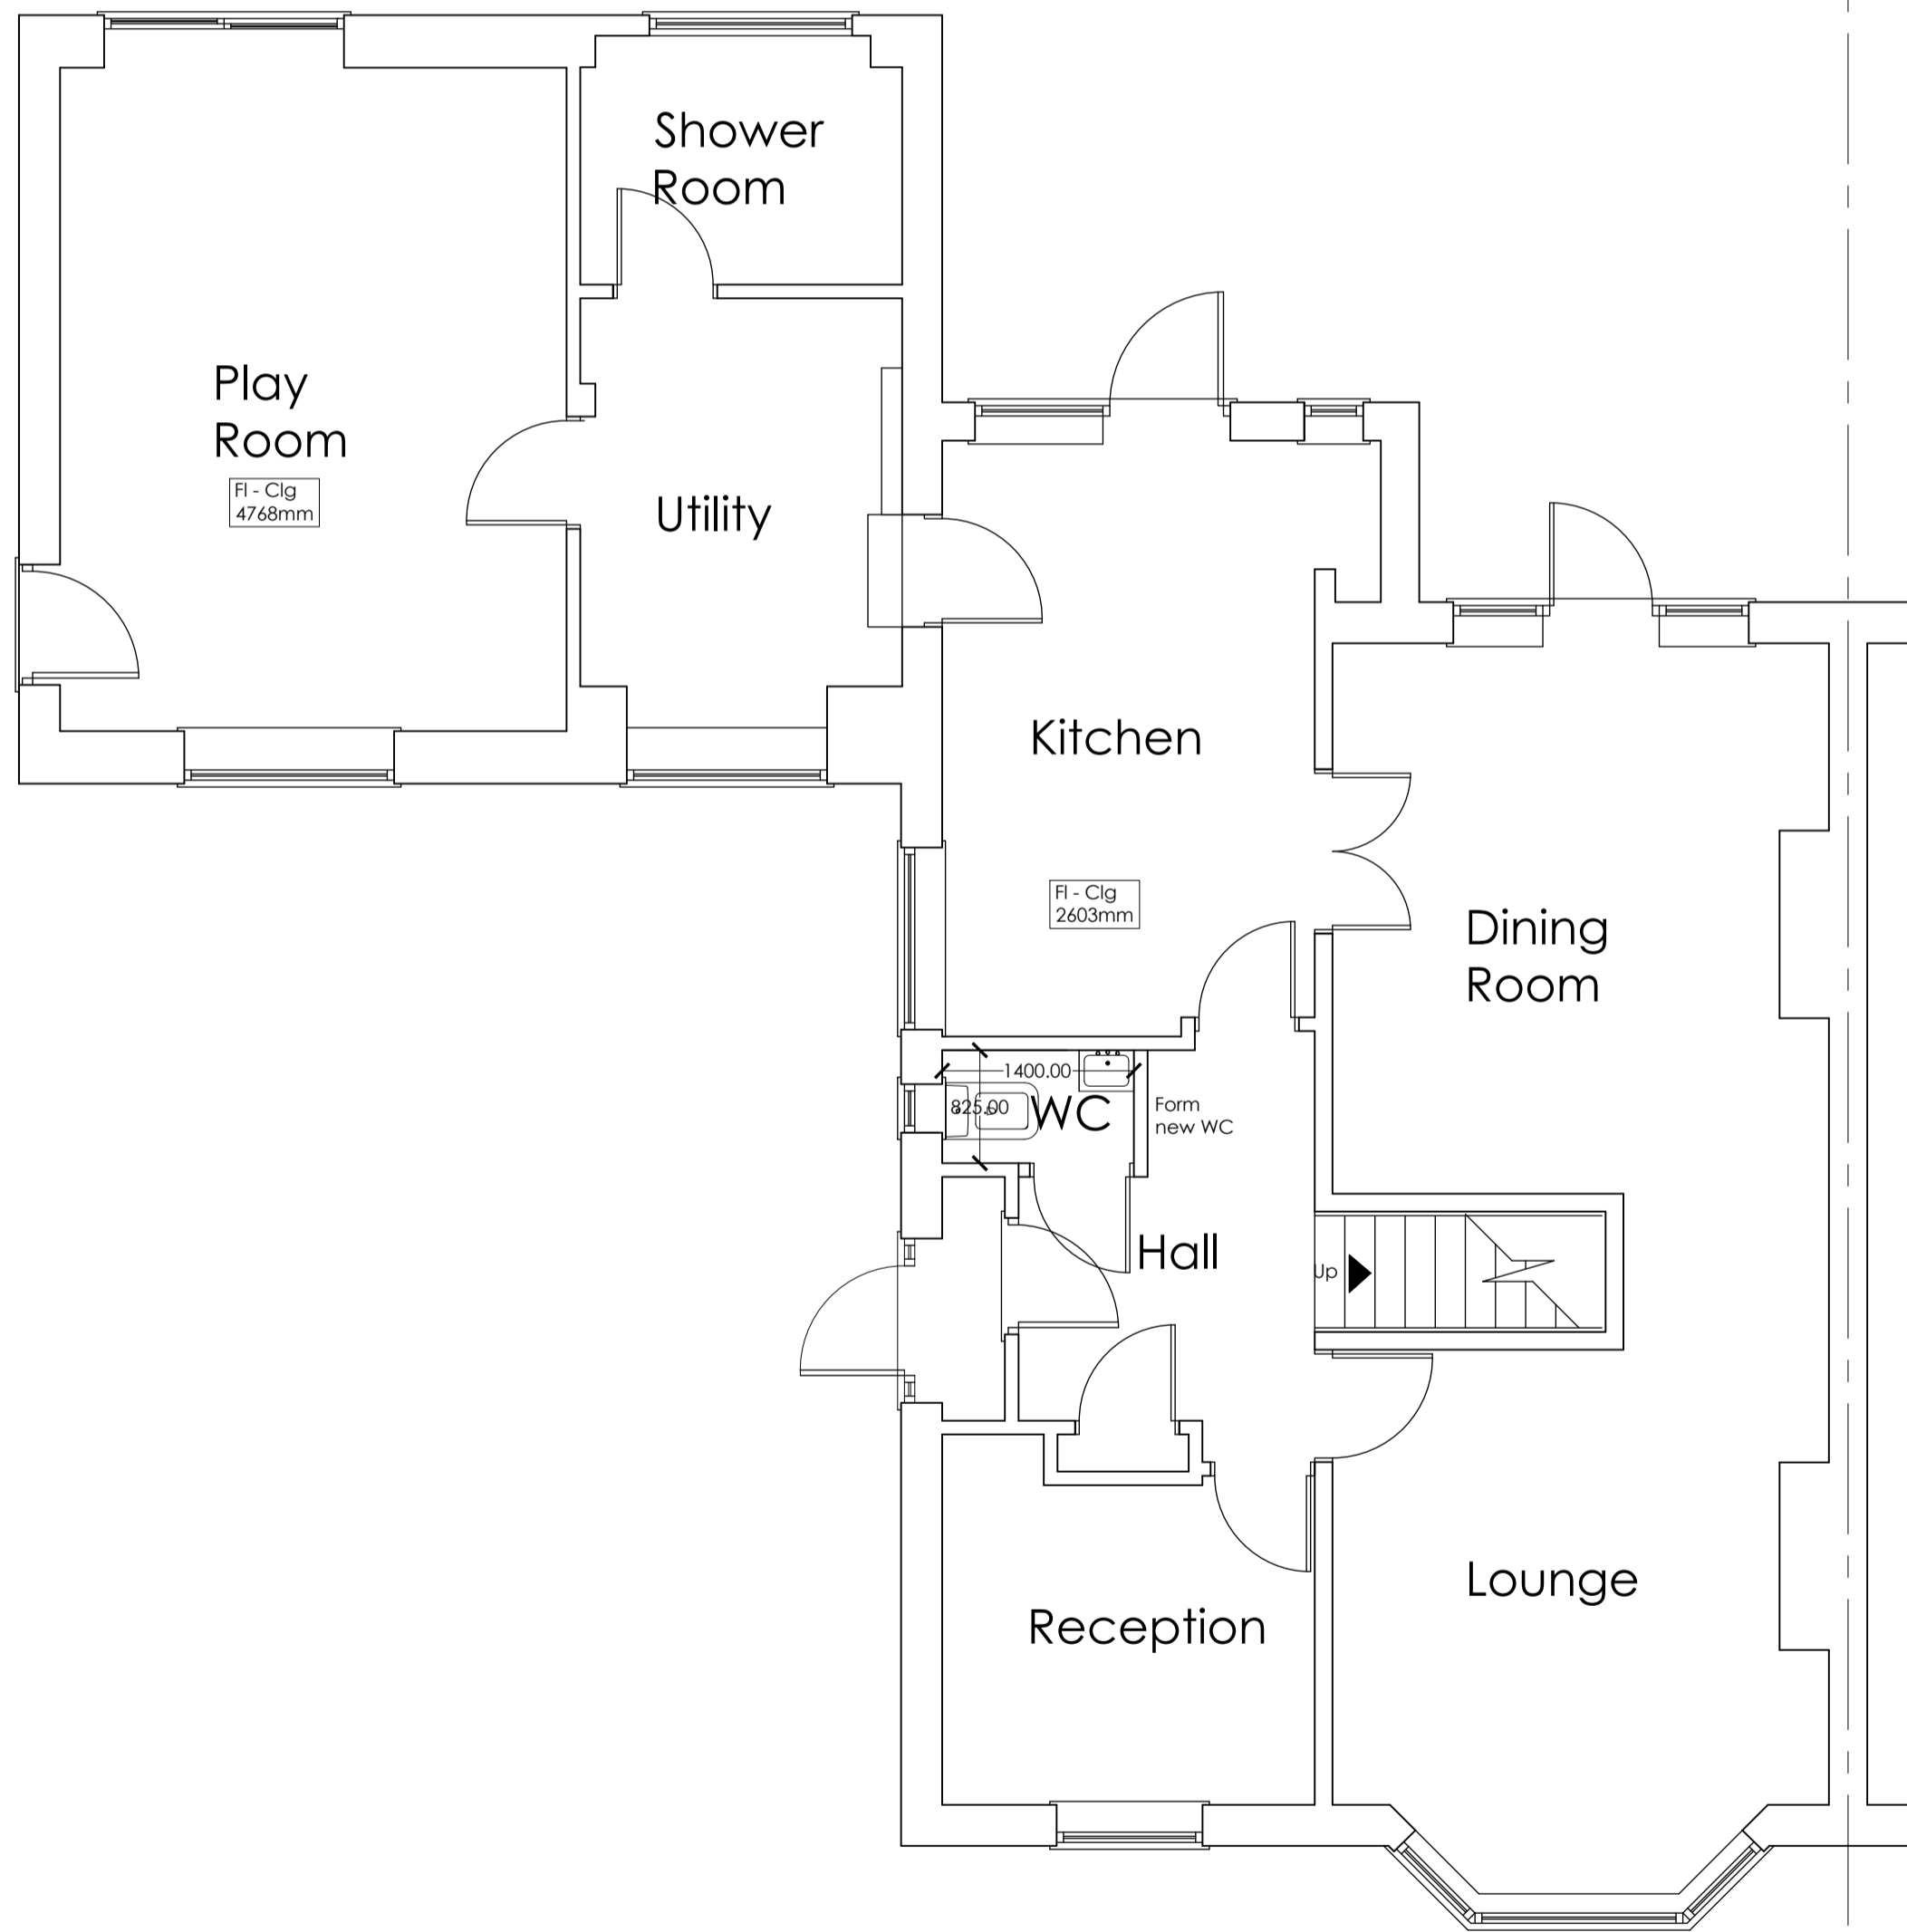 Shower
Room
Play
Room
Fl - Clg
4768mm
Utility
Kitchen
Fl - Clg
2603mm
Dining
Room
1400.00
825.00
WC
Form
new WC
Hall
Up
Lounge
Reception